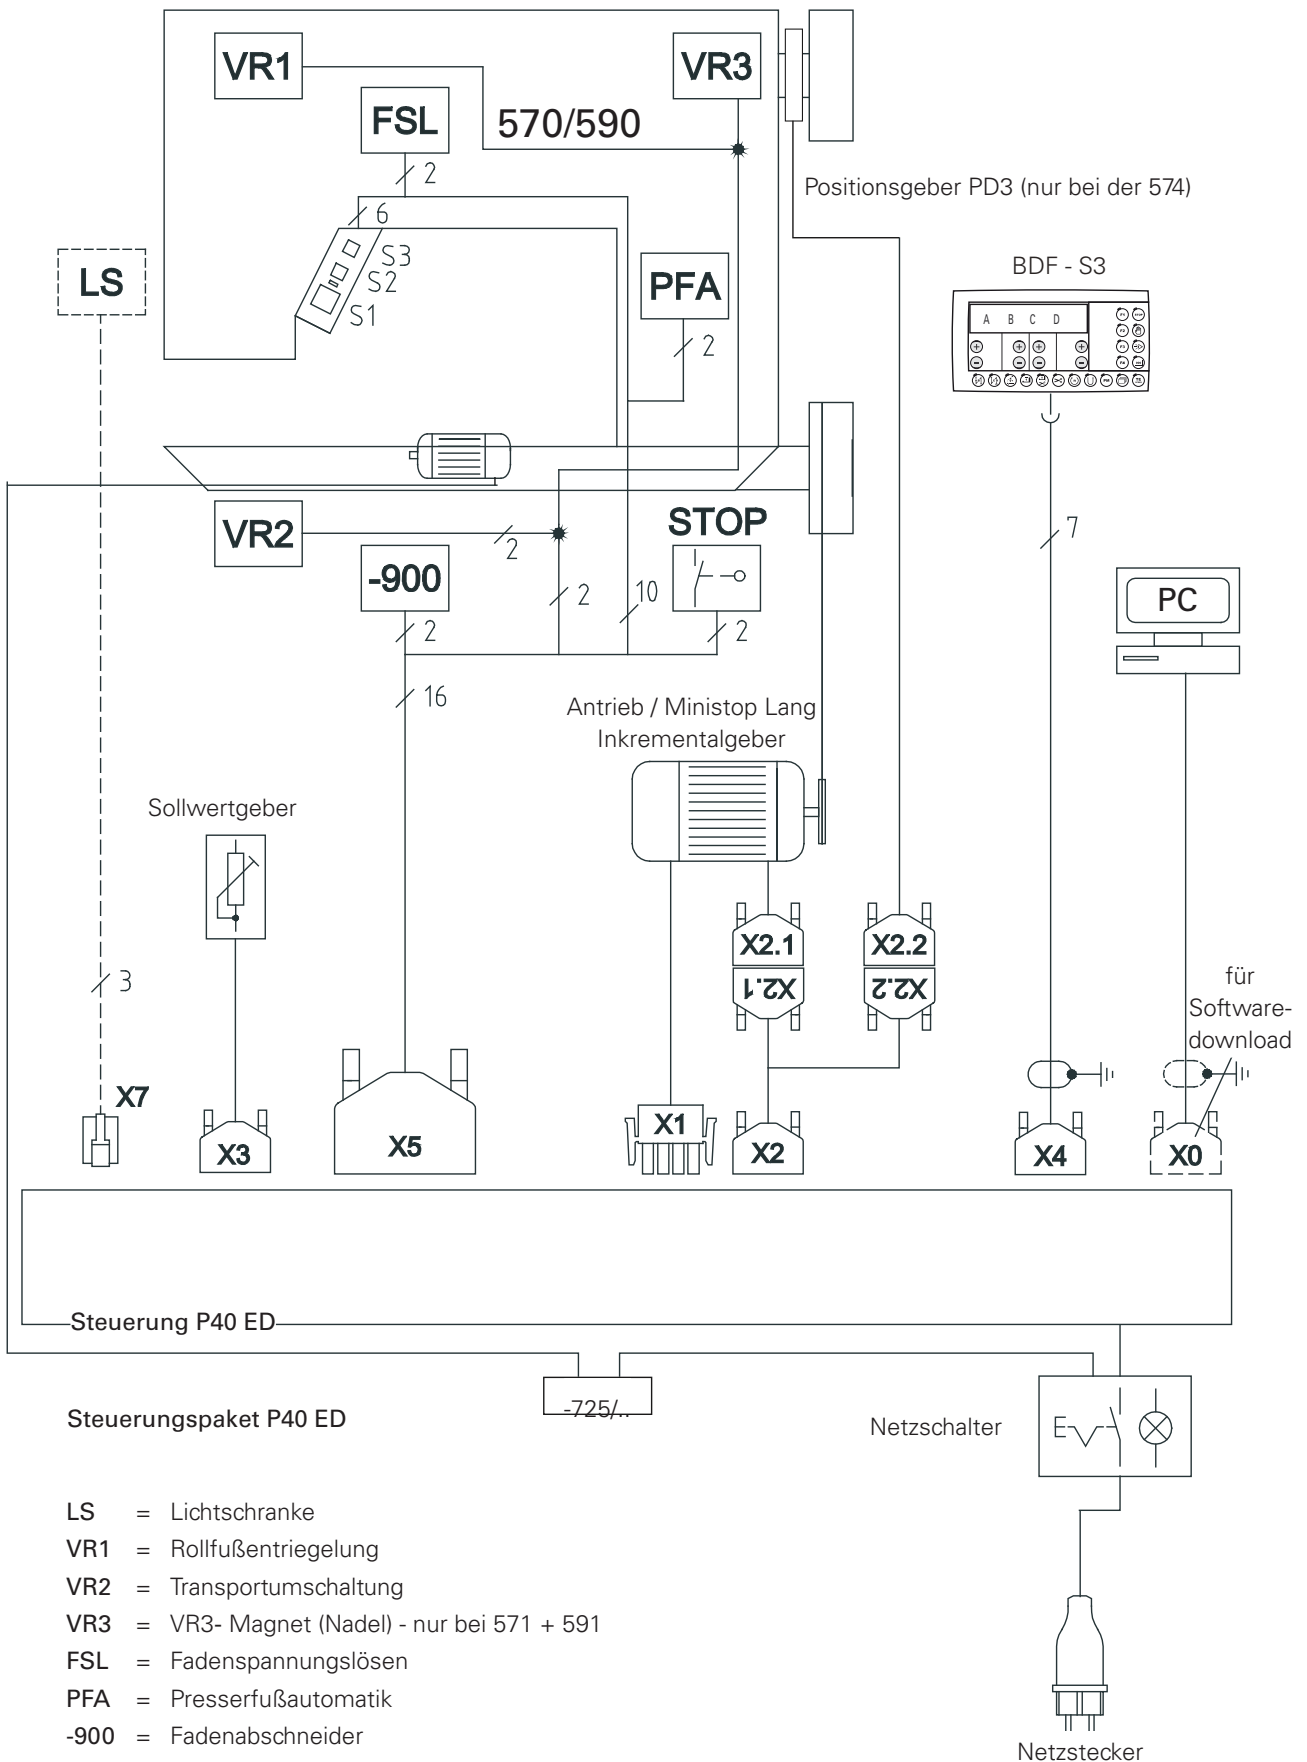 VR1
VR3
FSL
570/590
2
Positionsgeber PD3 (nur bei der 574)
6
S3
S2
S1
LS
PFA
BDF - S3
A B C D
2
VR2
2
STOP
-900
2
10
2
2
7
PC
16
Antrieb / Ministop Lang
Inkrementalgeber
Sollwertgeber
X2.1
X2.2
X2.1
X2.2
3
für
Software-
download
X7
X3
X5
X1
X2
X4
X0
Steuerung P40 ED
-725/..
Steuerungspaket P40 ED
Netzschalter
E
LS = Lichtschranke
VR1 = Rollfußentriegelung
VR2 = Transportumschaltung
VR3 = VR3- Magnet (Nadel) - nur bei 571 + 591
FSL = Fadenspannungslösen
PFA = Presserfußautomatik
-900 = Fadenabschneider
Netzstecker